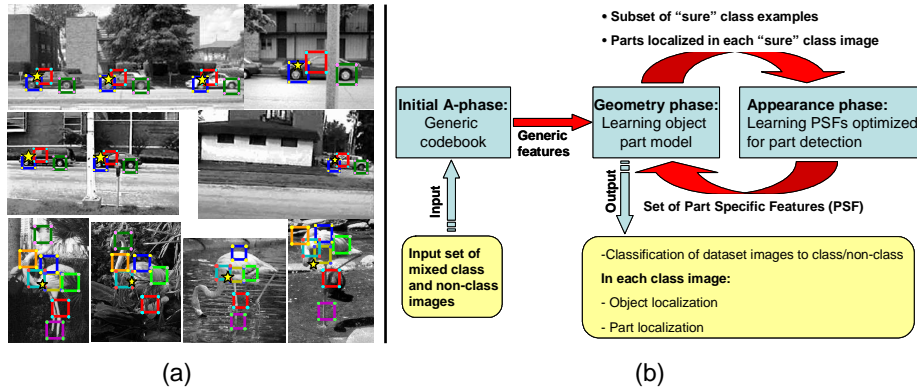 • Subset of “sure” class examples
• Parts localized in each “sure” class image
Initial A-phase:
Generic
codebook
Generic
features
Geometry phase:
Learning object
part model
Appearance phase:
Learning PSFs optimized
for part detection
Input
Output
Set of Part Specific Features (PSF)
Input set of
mixed class
and non-class
images
-Classification of dataset images to class/non-class
In each class image:
- Object localization
- Part localization
(a)
(b)